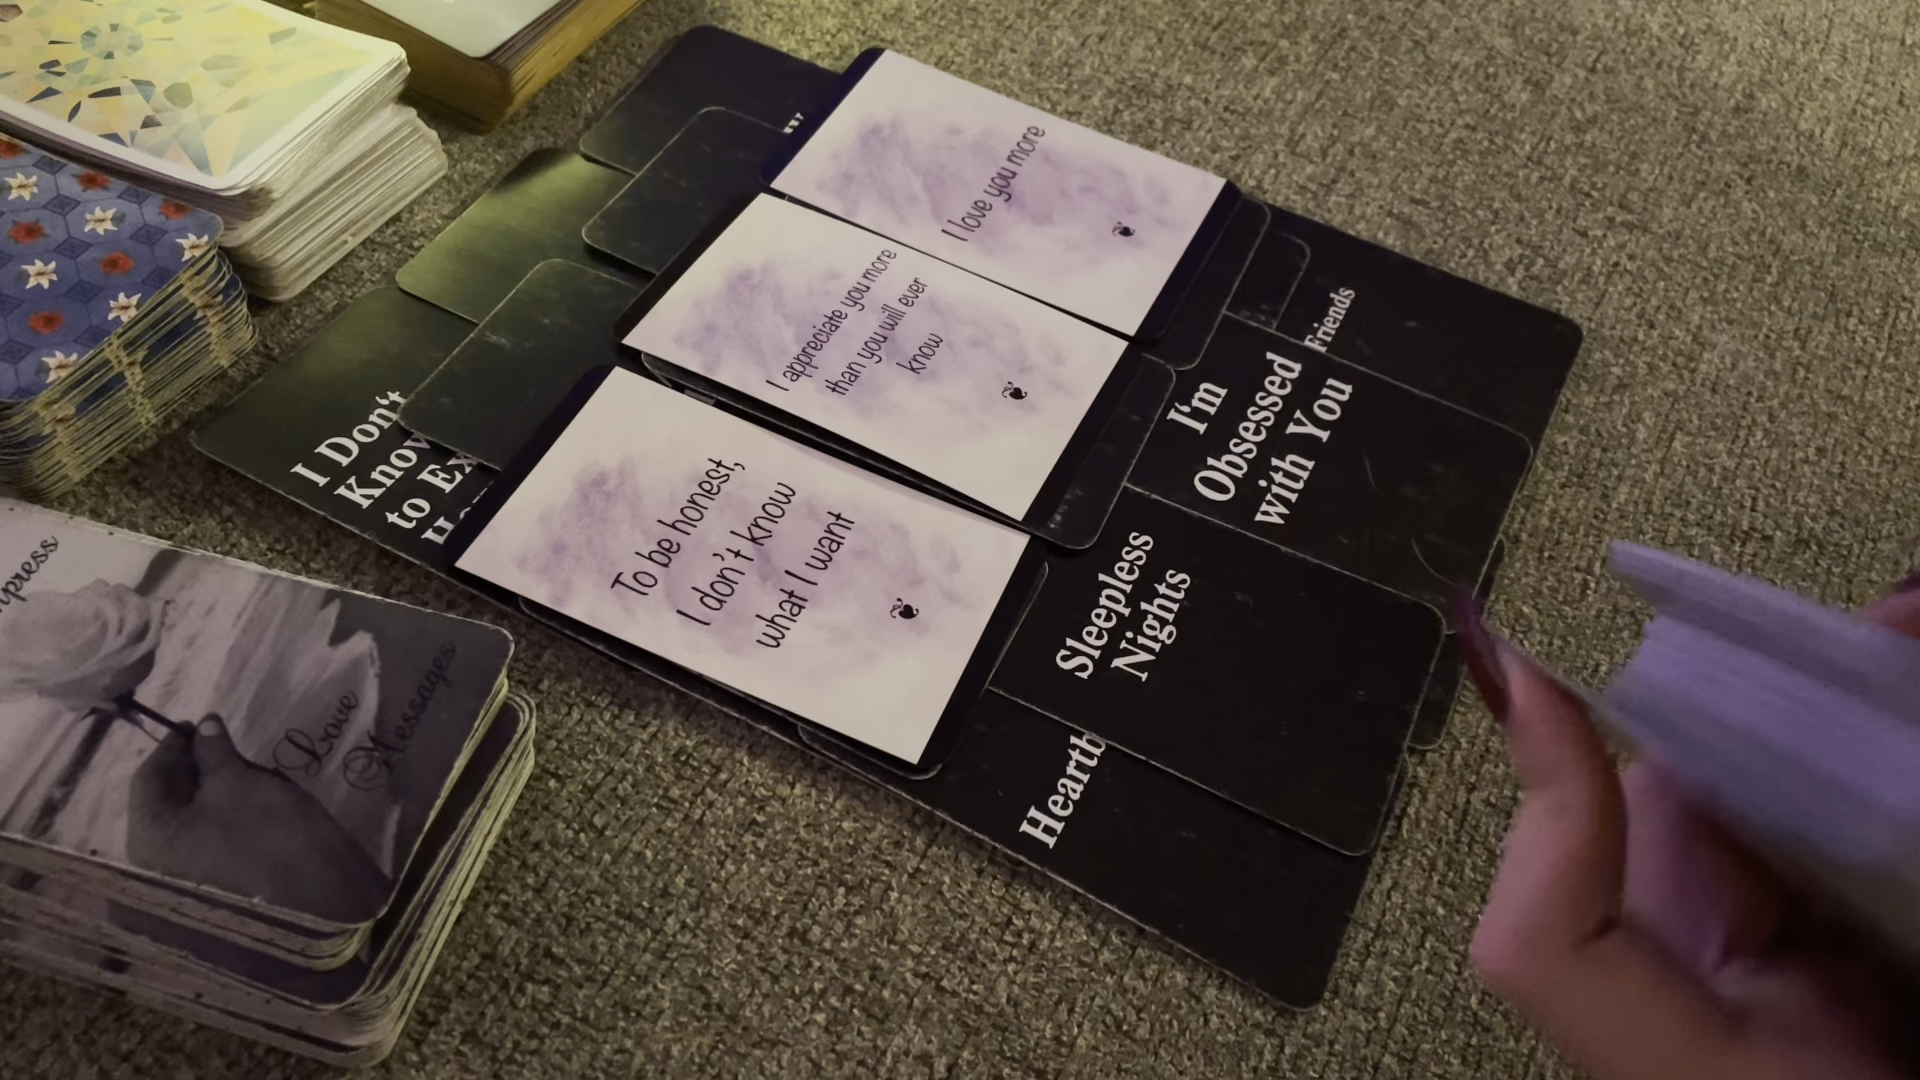 I love you more
I appreciate you more
than you will ever
know
To be honest,
I don't know
what I want
I Don't
Know
to Ex
Friends
I'm
Obsessed
with You
Sleepless
Nights
Heartb
Love
Messages